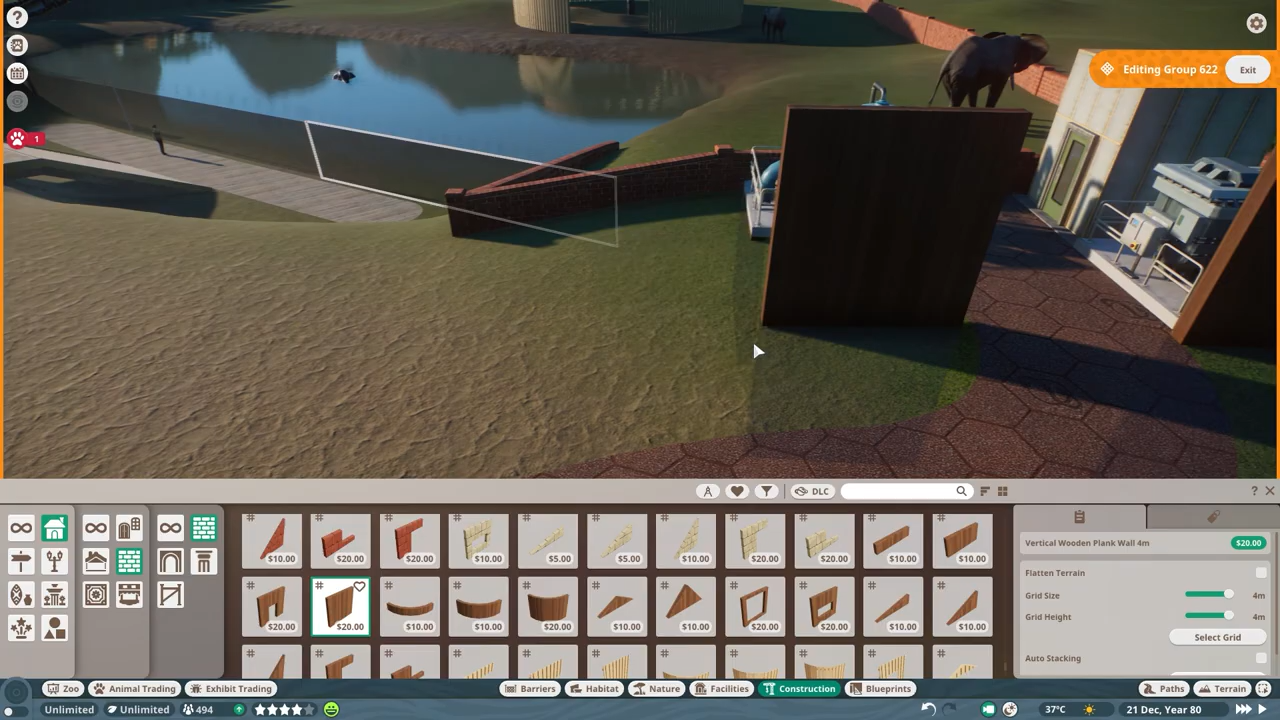 ?
Editing Group 622
Exit
1
DLC
?
$10.00 $20.00 $20.00 $10.00 $5.00 $5.00 $10.00 $20.00 $20.00 $10.00 $10.00
$20.00 $20.00 $10.00 $10.00 $20.00 $10.00 $10.00 $20.00 $20.00 $10.00 $10.00
Vertical Wooden Plank Wall 4m $20.00
Flatten Terrain
Grid Size 4m
Grid Height 4m
Select Grid
Auto Stacking
Zoo Animal Trading Exhibit Trading Barriers Habitat Nature Facilities Construction Blueprints Paths Terrain
Unlimited Unlimited 494 37°C 21 Dec, Year 80